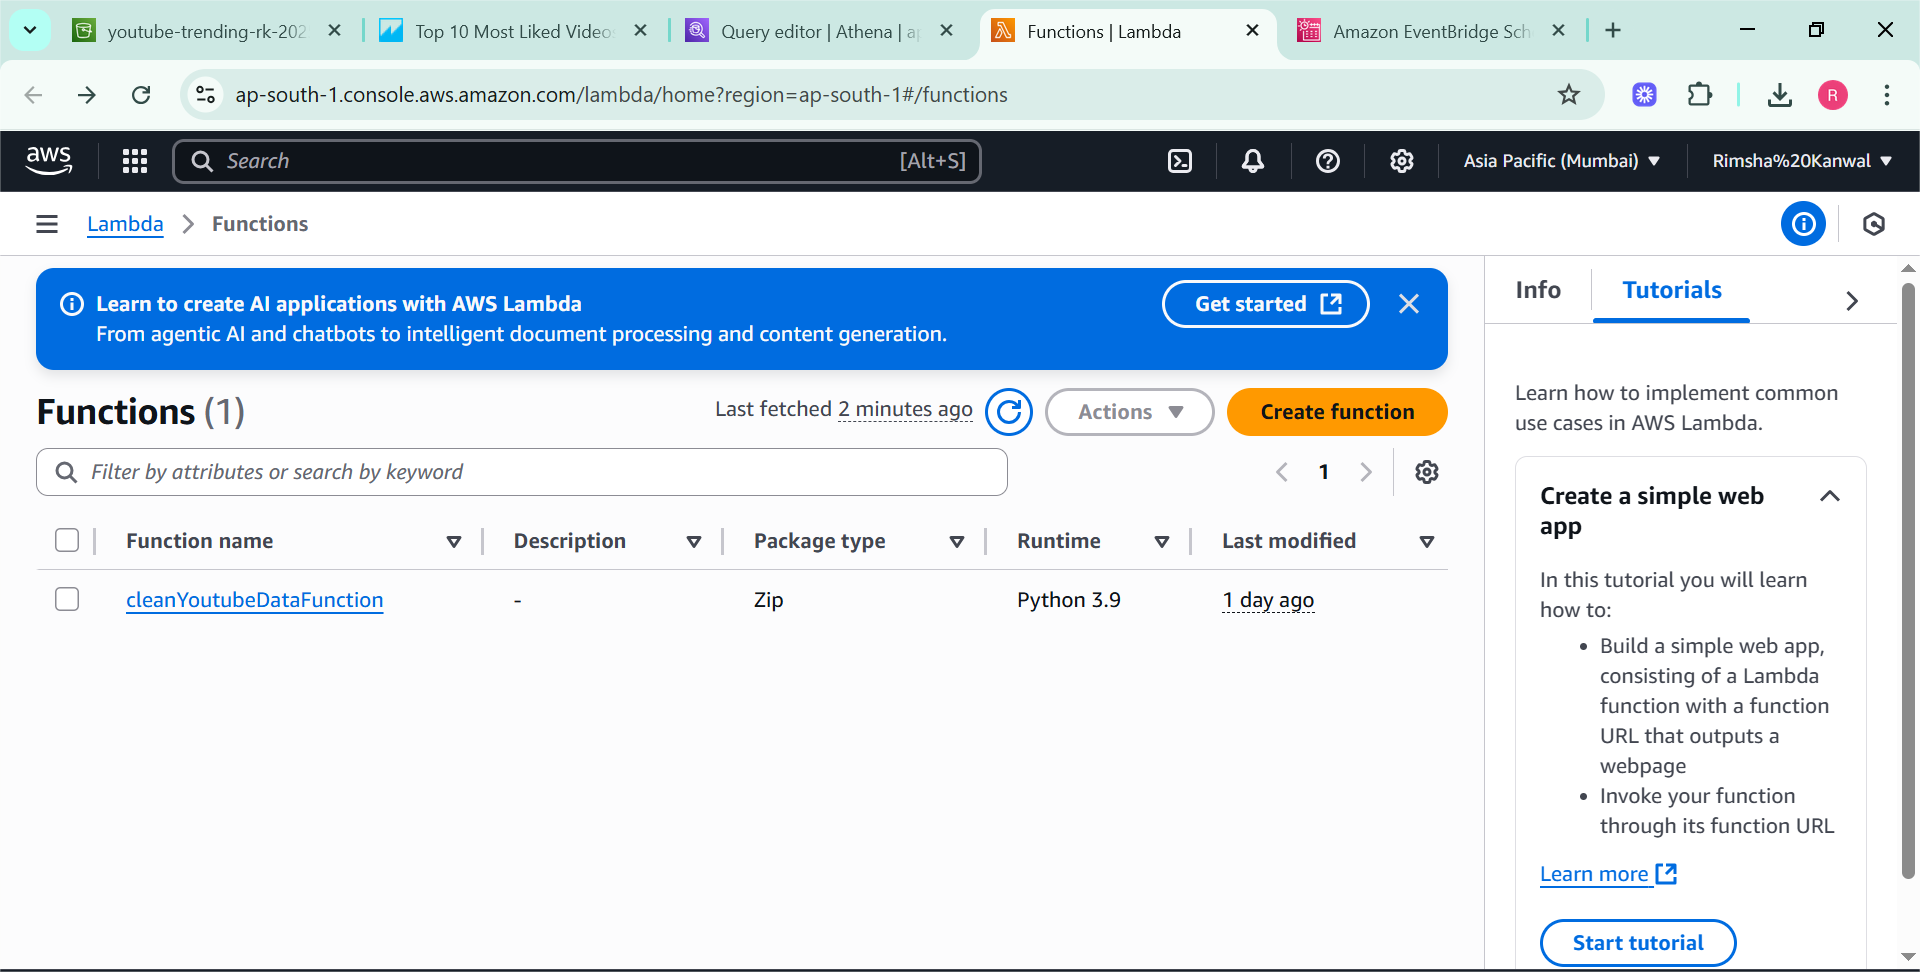 youtube-trending-rk-202
Top 10 Most Liked Video
Query editor | Athena | ap
Functions | Lambda
Amazon EventBridge Sch
ap-south-1.console.aws.amazon.com/lambda/home?region=ap-south-1#/functions
R
aws
Search
[Alt+S]
Asia Pacific (Mumbai)
Rimsha%20Kanwal
Lambda
Functions
Learn to create AI applications with AWS Lambda
From agentic AI and chatbots to intelligent document processing and content generation.
Get started
Info
Tutorials
Functions (1)
Last fetched 2 minutes ago
Actions
Create function
Filter by attributes or search by keyword
1
Function name
Description
Package type
Runtime
Last modified
cleanYoutubeDataFunction
-
Zip
Python 3.9
1 day ago
Learn how to implement common
use cases in AWS Lambda.
Create a simple web
app
In this tutorial you will learn
how to:
• Build a simple web app,
consisting of a Lambda
function with a function
URL that outputs a
webpage
• Invoke your function
through its function URL
Learn more
Start tutorial